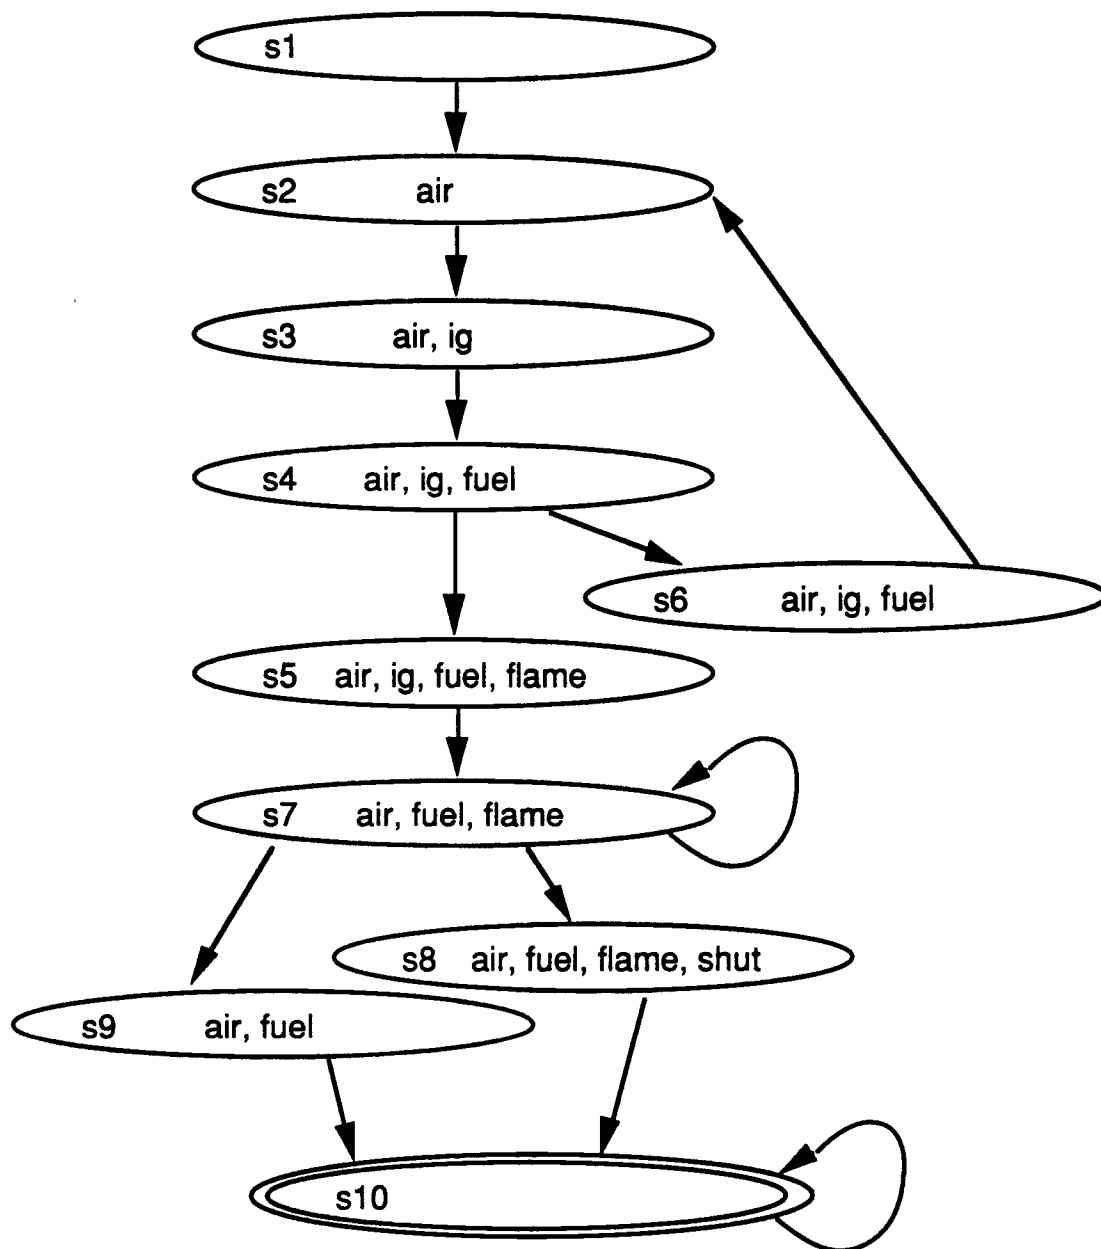 s1
s2 air
s3 air, ig
s4 air, ig, fuel
s6 air, ig, fuel
s5 air, ig, fuel, flame
s7 air, fuel, flame
s8 air, fuel, flame, shut
s9 air, fuel
s10